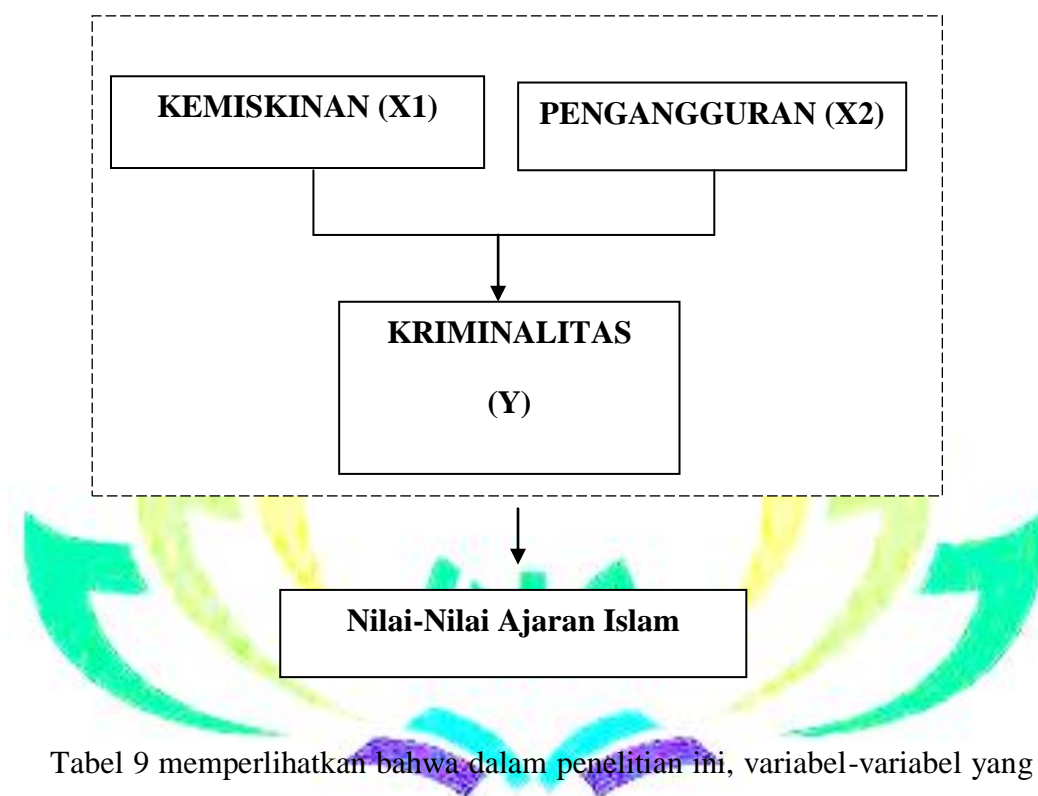 KEMISKINAN (X1)
PENGANGGURAN (X2)
KRIMINALITAS
(Y)
Nilai-Nilai Ajaran Islam
Tabel 9 memperlihatkan bahwa dalam penelitian ini, variabel-variabel yang